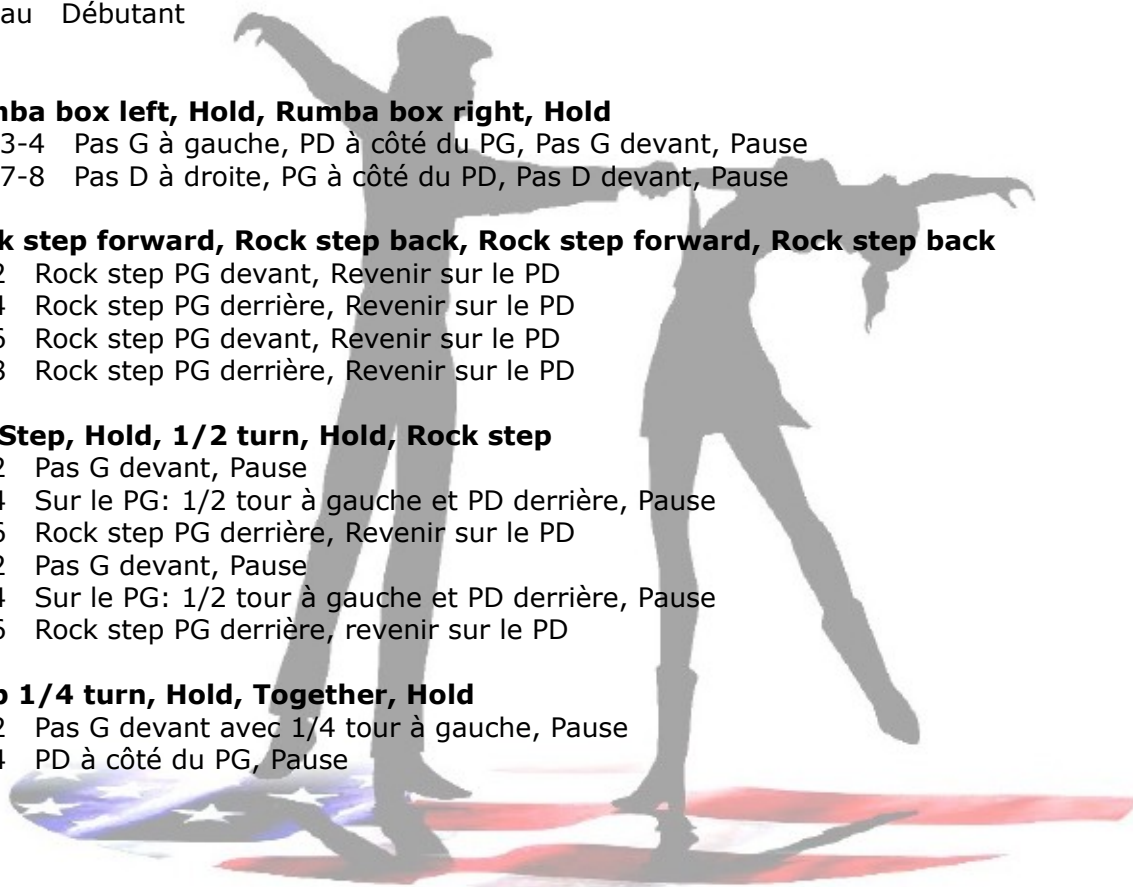 au Débutant
mba box left, Hold, Rumba box right, Hold
3-4 Pas G à gauche, PD à côté du PG, Pas G devant, Pause
7-8 Pas D à droite, PG à côté du PD, Pas D devant, Pause
k step forward, Rock step back, Rock step forward, Rock step back
2 Rock step PG devant, Revenir sur le PD
4 Rock step PG derrière, Revenir sur le PD
6 Rock step PG devant, Revenir sur le PD
8 Rock step PG derrière, Revenir sur le PD
Step, Hold, 1/2 turn, Hold, Rock step
2 Pas G devant, Pause
4 Sur le PG: 1/2 tour à gauche et PD derrière, Pause
6 Rock step PG derrière, Revenir sur le PD
2 Pas G devant, Pause
4 Sur le PG: 1/2 tour à gauche et PD derrière, Pause
6 Rock step PG derrière, revenir sur le PD
p 1/4 turn, Hold, Together, Hold
2 Pas G devant avec 1/4 tour à gauche, Pause
4 PD à côté du PG, Pause